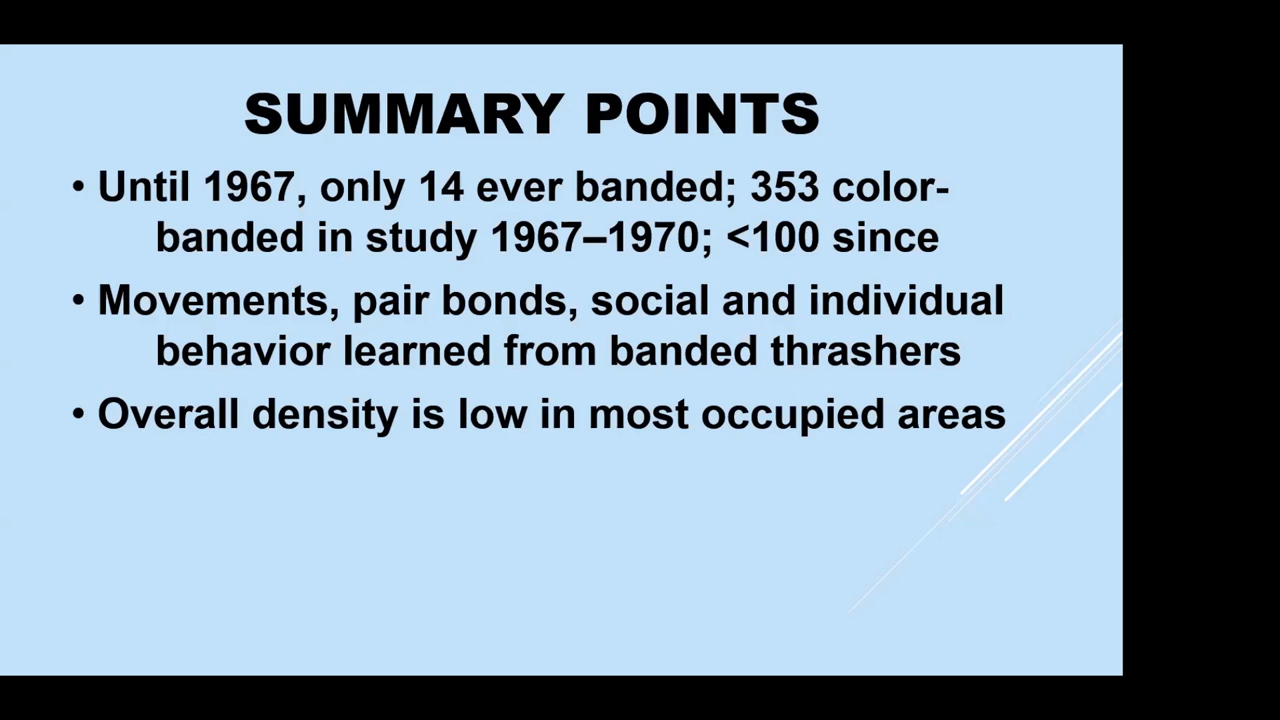 SUMMARY POINTS
• Until 1967, only 14 ever banded; 353 color-
banded in study 1967–1970; <100 since
• Movements, pair bonds, social and individual
behavior learned from banded thrashers
• Overall density is low in most occupied areas